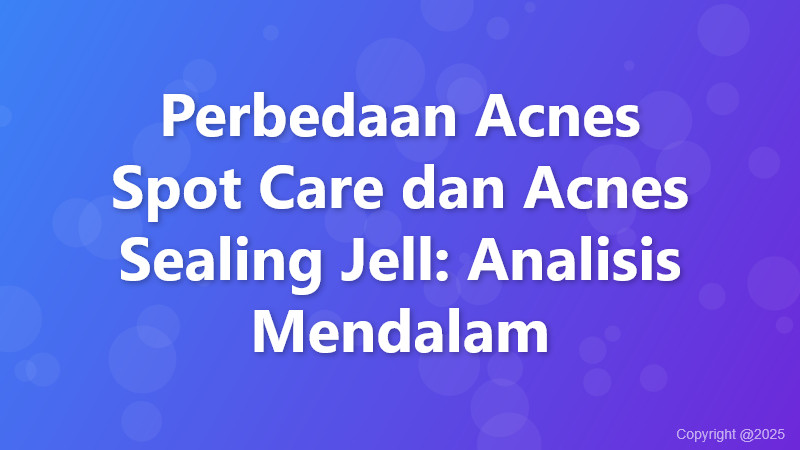 Perbedaan Acnes
Spot Care dan Acnes
Sealing Jell: Analisis
Mendalam
Copyright @2025